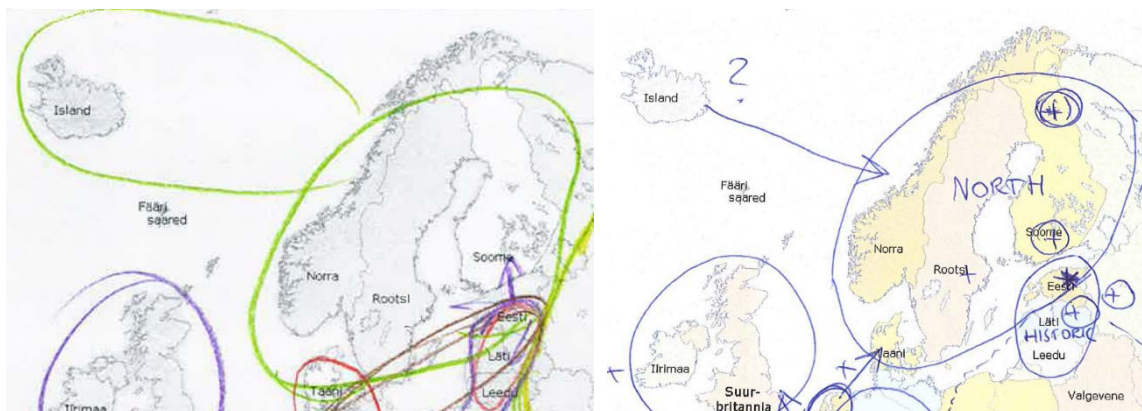 Island
Fääri
saared
Soome
Norra
Rootsi
Eesti
Läti
Taani
Leedu
Iirimaa
?
Island
NORTH
Fääri
saared
Soome
Norra
Rootsi
Eesti
Läti
HISTORIC
Taani
Leedu
Iirimaa
Suur-
britannia
Valgevene